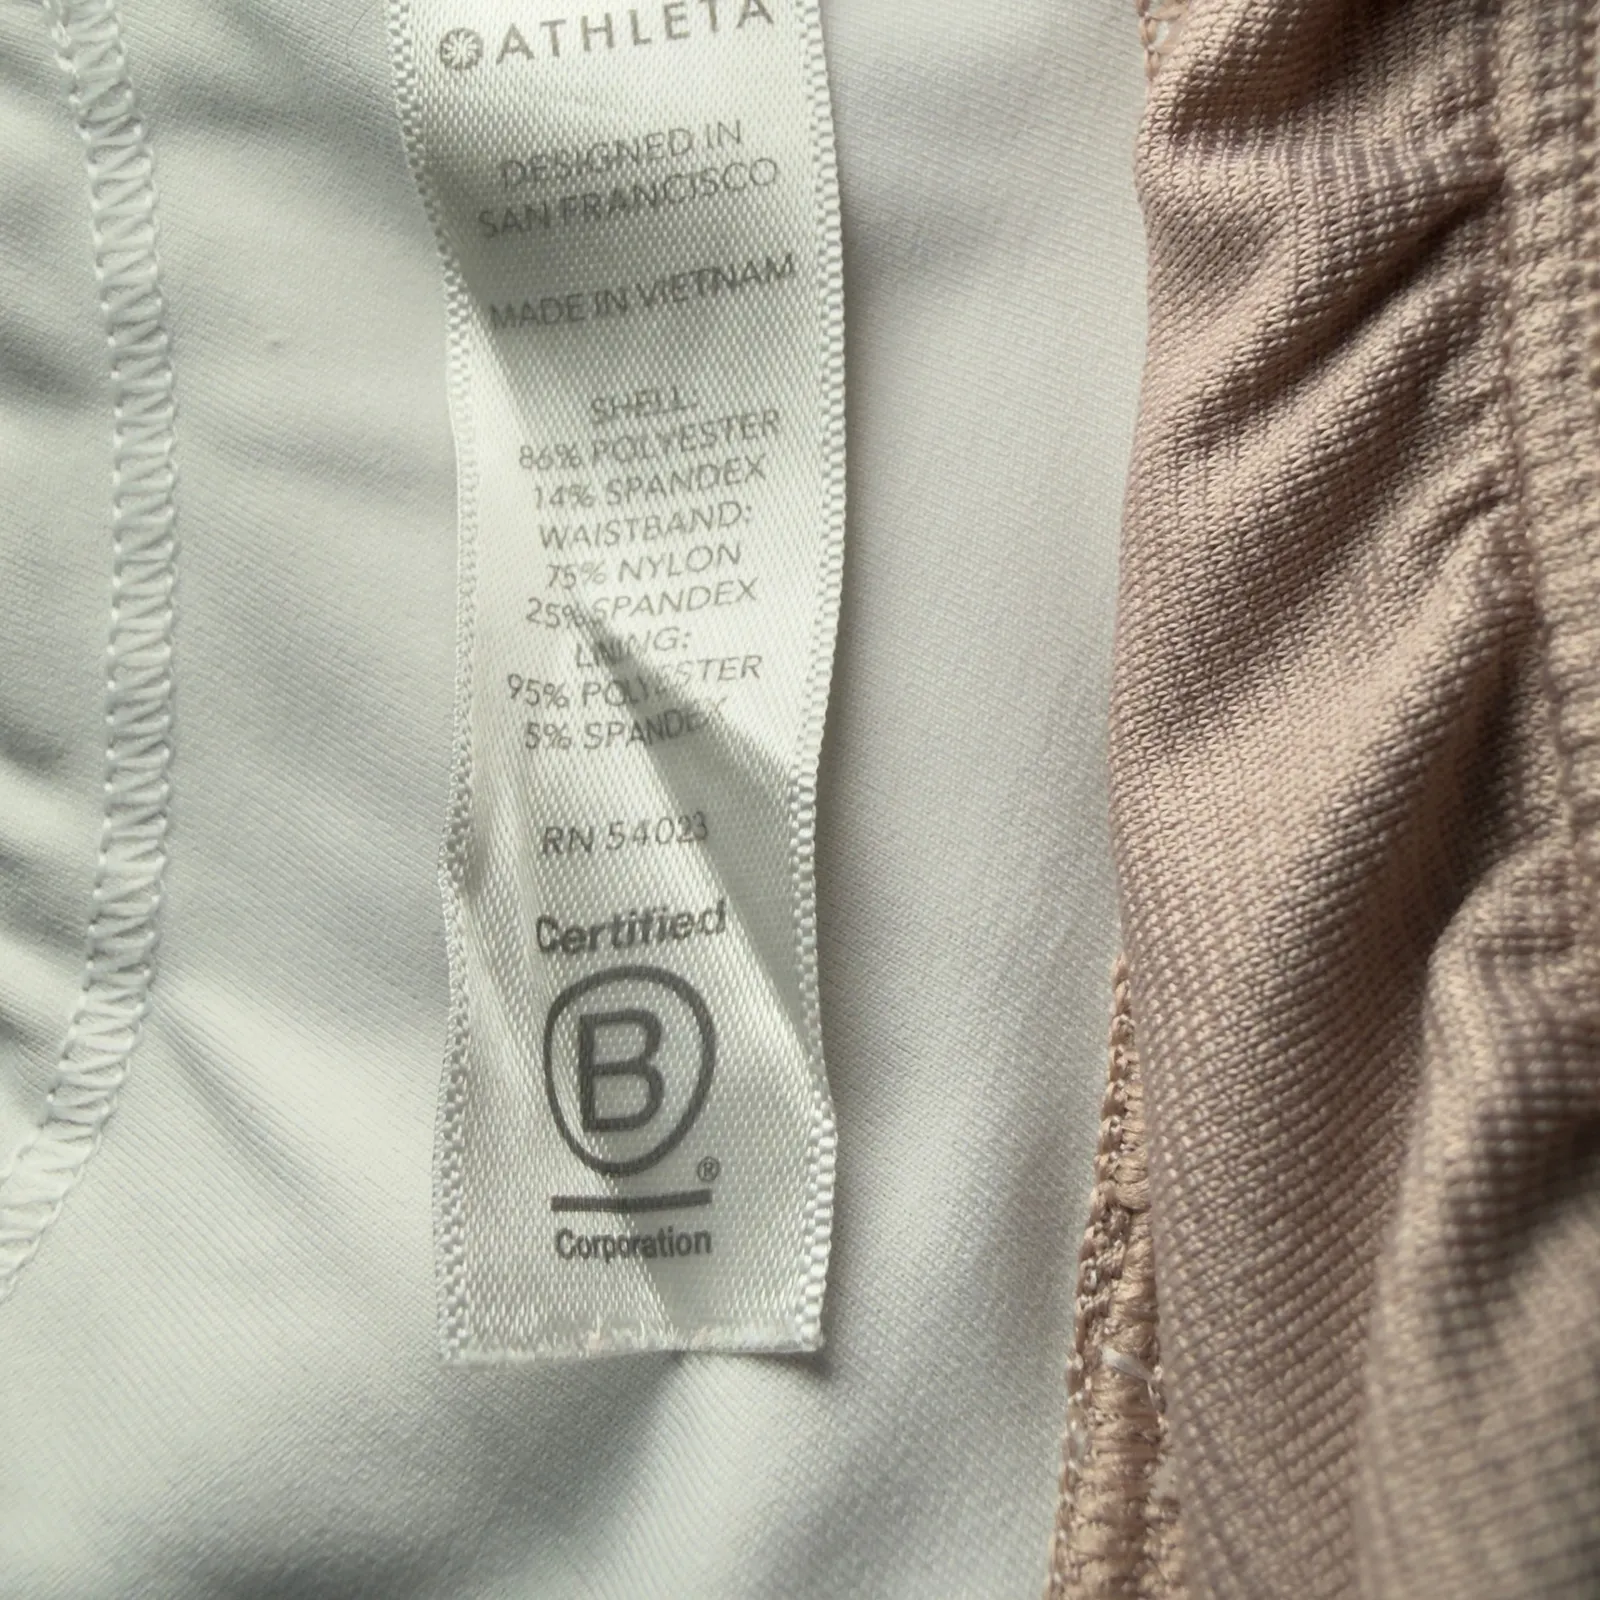 ATHLETA
DESIGNED IN
SAN FRANCISCO
MADE IN VIETNAM
SHELL:
86% POLYESTER
14% SPANDEX
WAISTBAND:
75% NYLON
25% SPANDEX
LINING:
95% POLYESTER
5% SPANDEX
RN 54023
Certified
B
®
Corporation